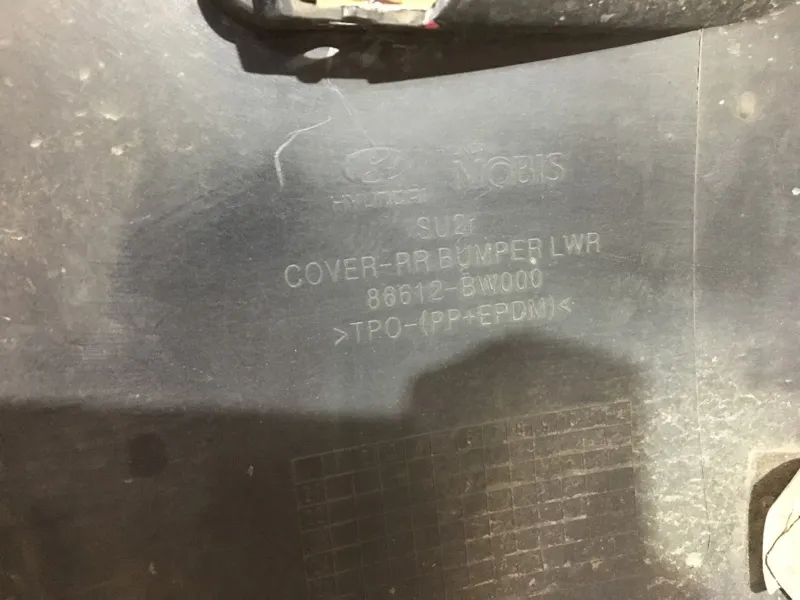 HYUNDAI MOBIS
SU2r
COVER-RR BUMPER LWR
86612-BW000
>TPO-(PP+EPDM)<